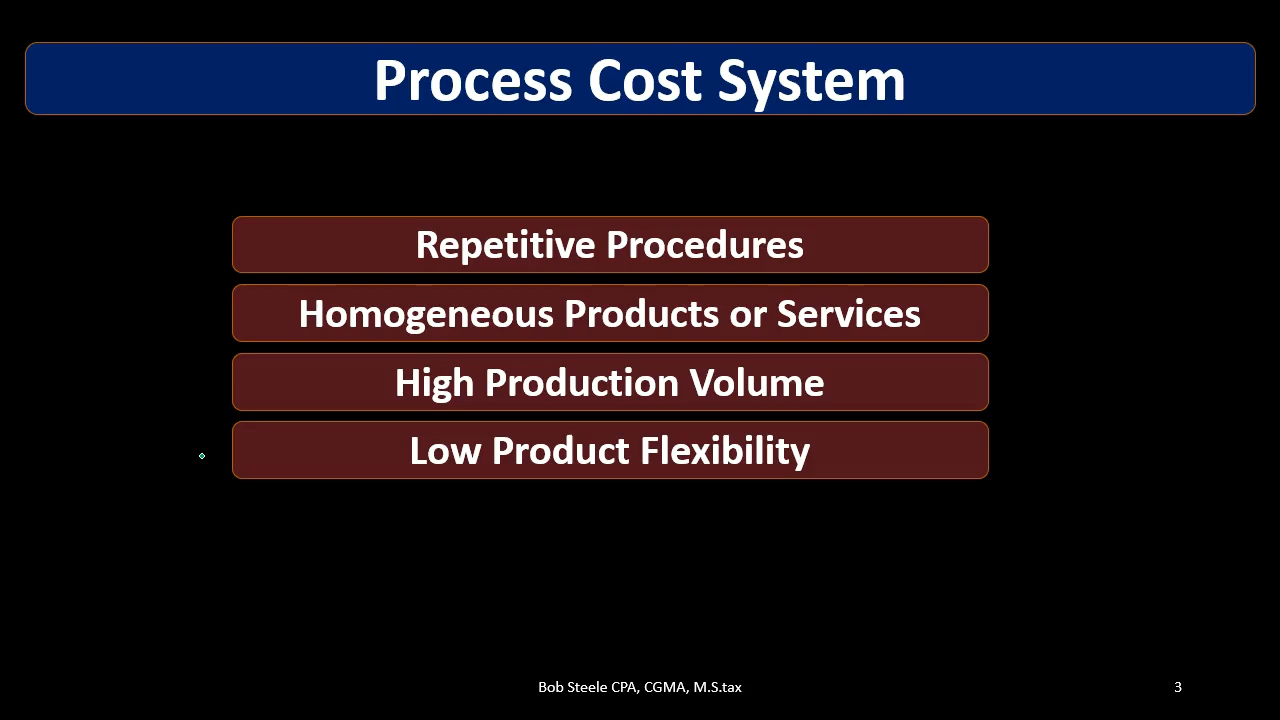 Process Cost System
Repetitive Procedures
Homogeneous Products or Services
High Production Volume
Low Product Flexibility
Bob Steele CPA, CGMA, M.S.tax
3